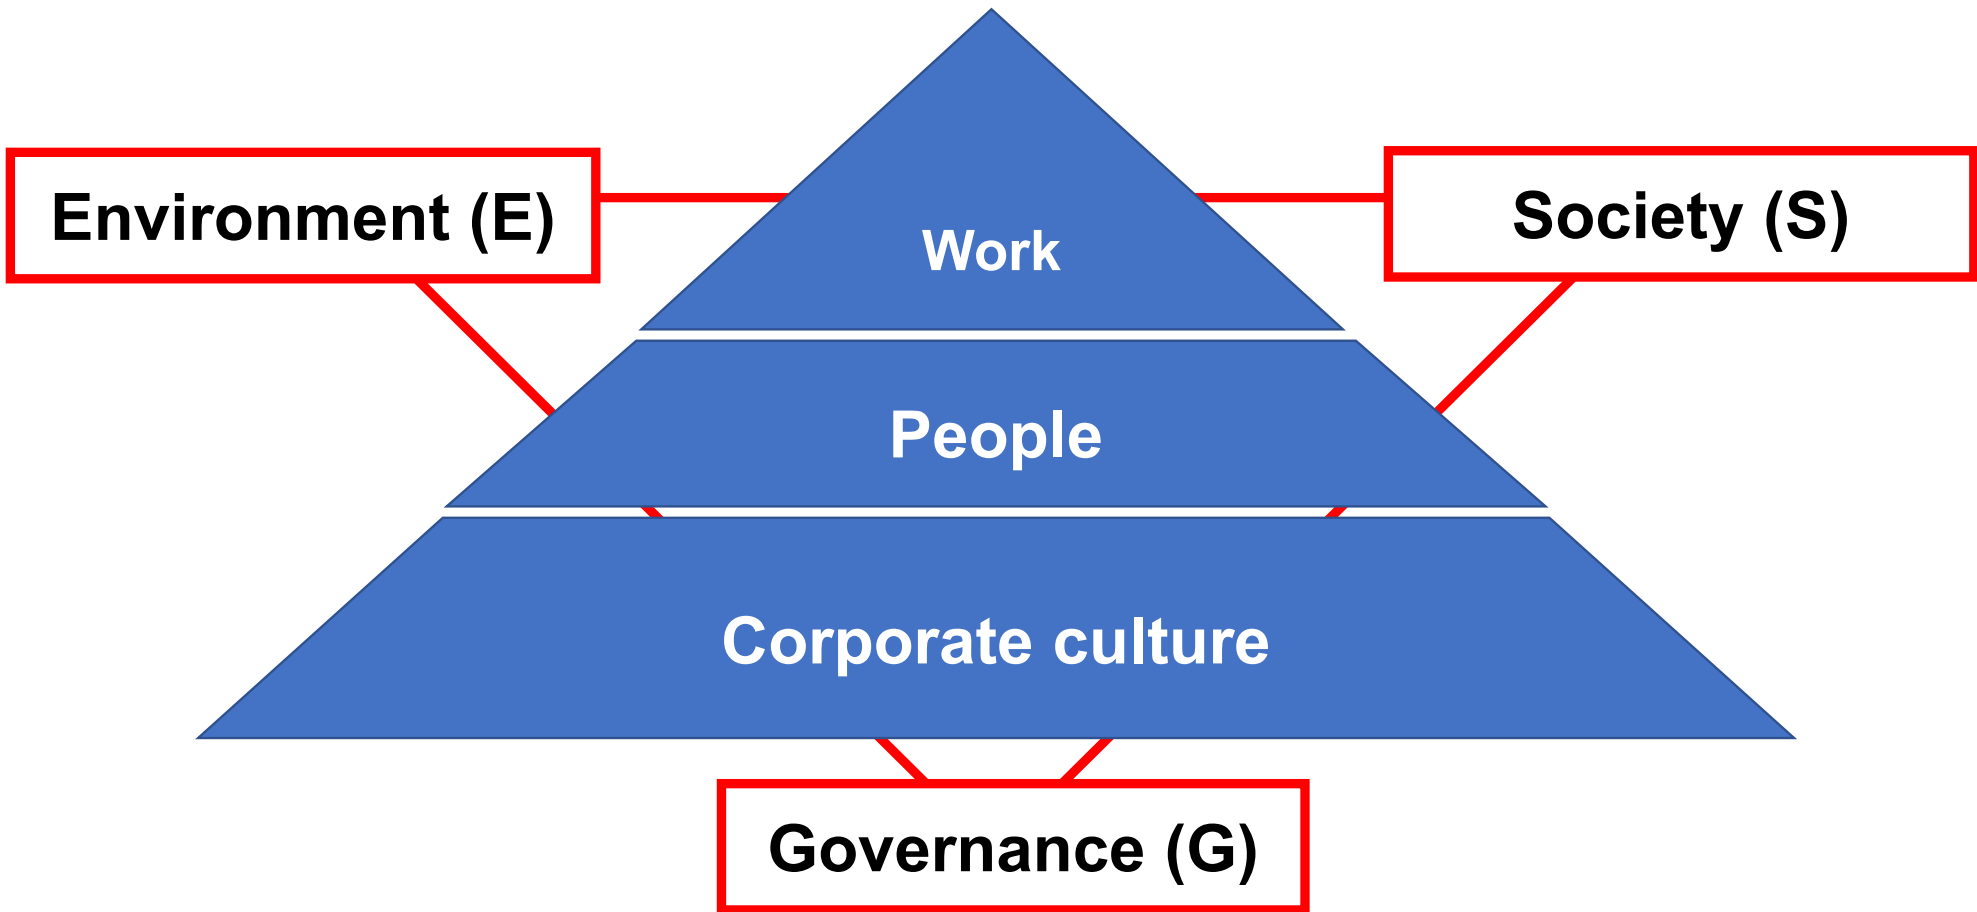 Environment (E)
Society (S)
Work
People
Corporate culture
Governance (G)